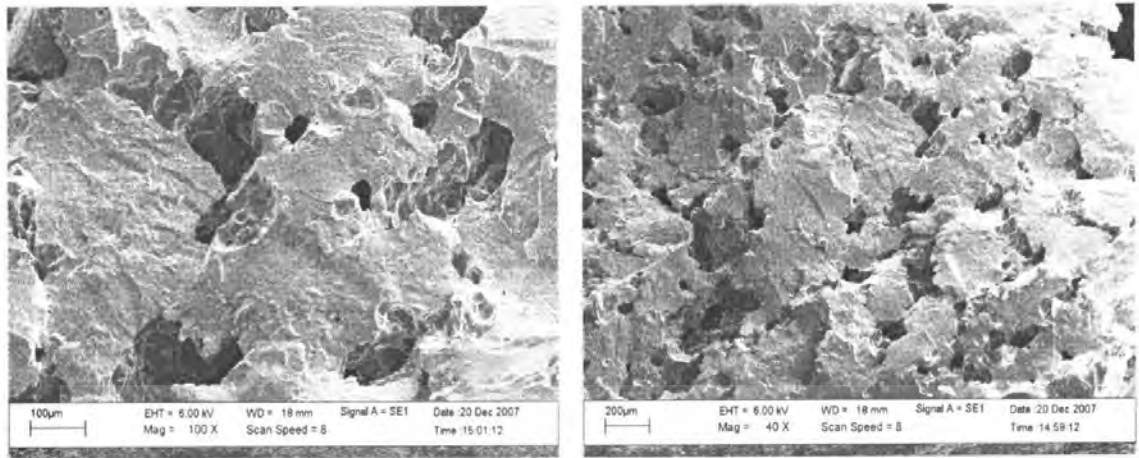 100µm EHT = 6.00 kV WD = 18 mm Signal A = SE1 Date :20 Dec 2007
Mag = 100 X Scan Speed = 8 Time :15:01:12
200µm EHT = 6.00 kV WD = 18 mm Signal A = SE1 Date :20 Dec 2007
Mag = 40 X Scan Speed = 8 Time :14:59:12